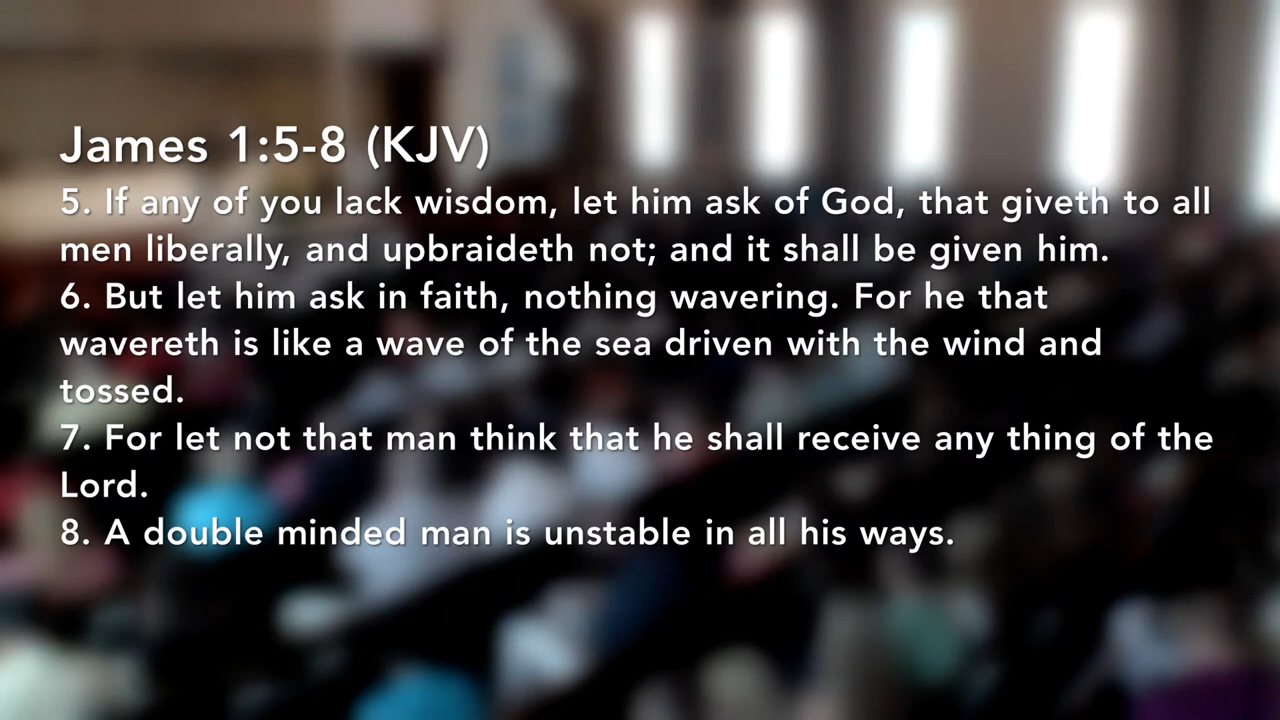 James 1:5-8 (KJV)
5. If any of you lack wisdom, let him ask of God, that giveth to all
men liberally, and upbraideth not; and it shall be given him.
6. But let him ask in faith, nothing wavering. For he that
wavereth is like a wave of the sea driven with the wind and
tossed.
7. For let not that man think that he shall receive any thing of the
Lord.
8. A double minded man is unstable in all his ways.